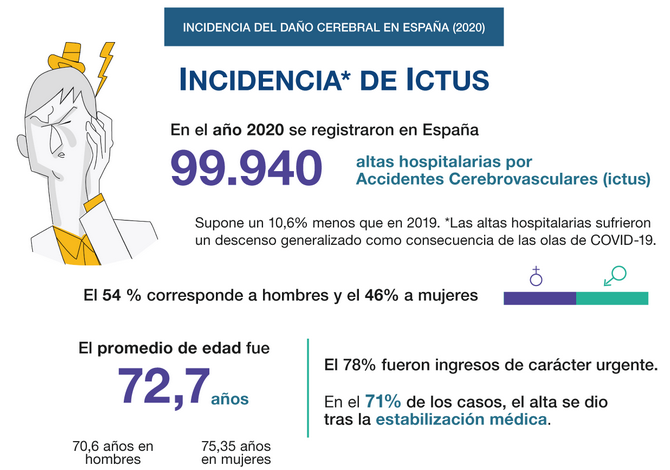 INCIDENCIA DEL DAÑO CEREBRAL EN ESPAÑA (2020)
INCIDENCIA* DE ICTUS
En el año 2020 se registraron en España
99.940
altas hospitalarias por
Accidentes Cerebrovasculares (ictus)
Supone un 10,6% menos que en 2019. *Las altas hospitalarias sufrieron
un descenso generalizado como consecuencia de las olas de COVID-19.
El 54 % corresponde a hombres y el 46% a mujeres
El promedio de edad fue
72,7 años
70,6 años en
hombres
75,35 años
en mujeres
El 78% fueron ingresos de carácter urgente.
En el 71% de los casos, el alta se dio
tras la estabilización médica.